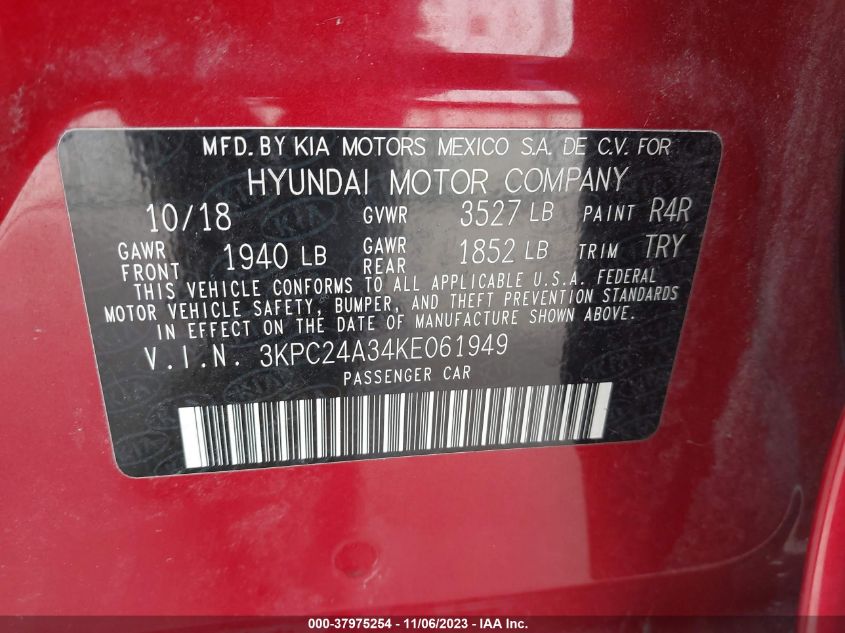 MFD. BY KIA MOTORS MEXICO S.A. DE C.V. FOR
HYUNDAI MOTOR COMPANY
10/18 GVWR 3527 LB PAINT R4R
GAWR FRONT 1940 LB GAWR REAR 1852 LB TRIM TRY
THIS VEHICLE CONFORMS TO ALL APPLICABLE U.S.A. FEDERAL
MOTOR VEHICLE SAFETY, BUMPER, AND THEFT PREVENTION STANDARDS
IN EFFECT ON THE DATE OF MANUFACTURE SHOWN ABOVE.
V.I.N. 3KPC24A34KE061949
PASSENGER CAR
000-37975254 - 11/06/2023 - IAA Inc.